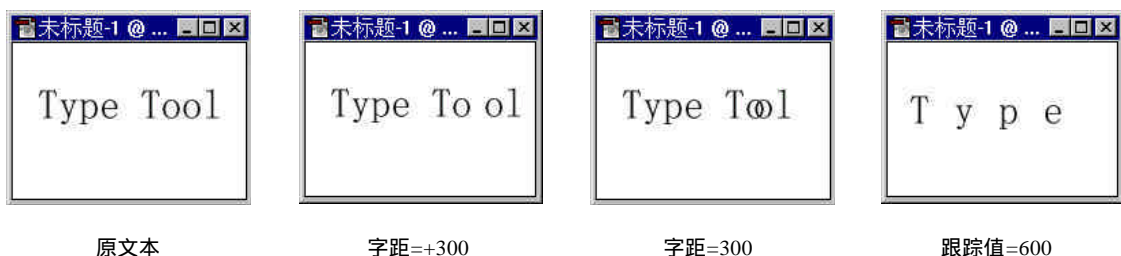 未标题-1 @ ...
未标题-1 @ ...
未标题-1 @ ...
未标题-1 @ ...
Type Tool
Type To ol
Type Tool
T y p e
原文本
字距=+300
字距=300
跟踪值=600